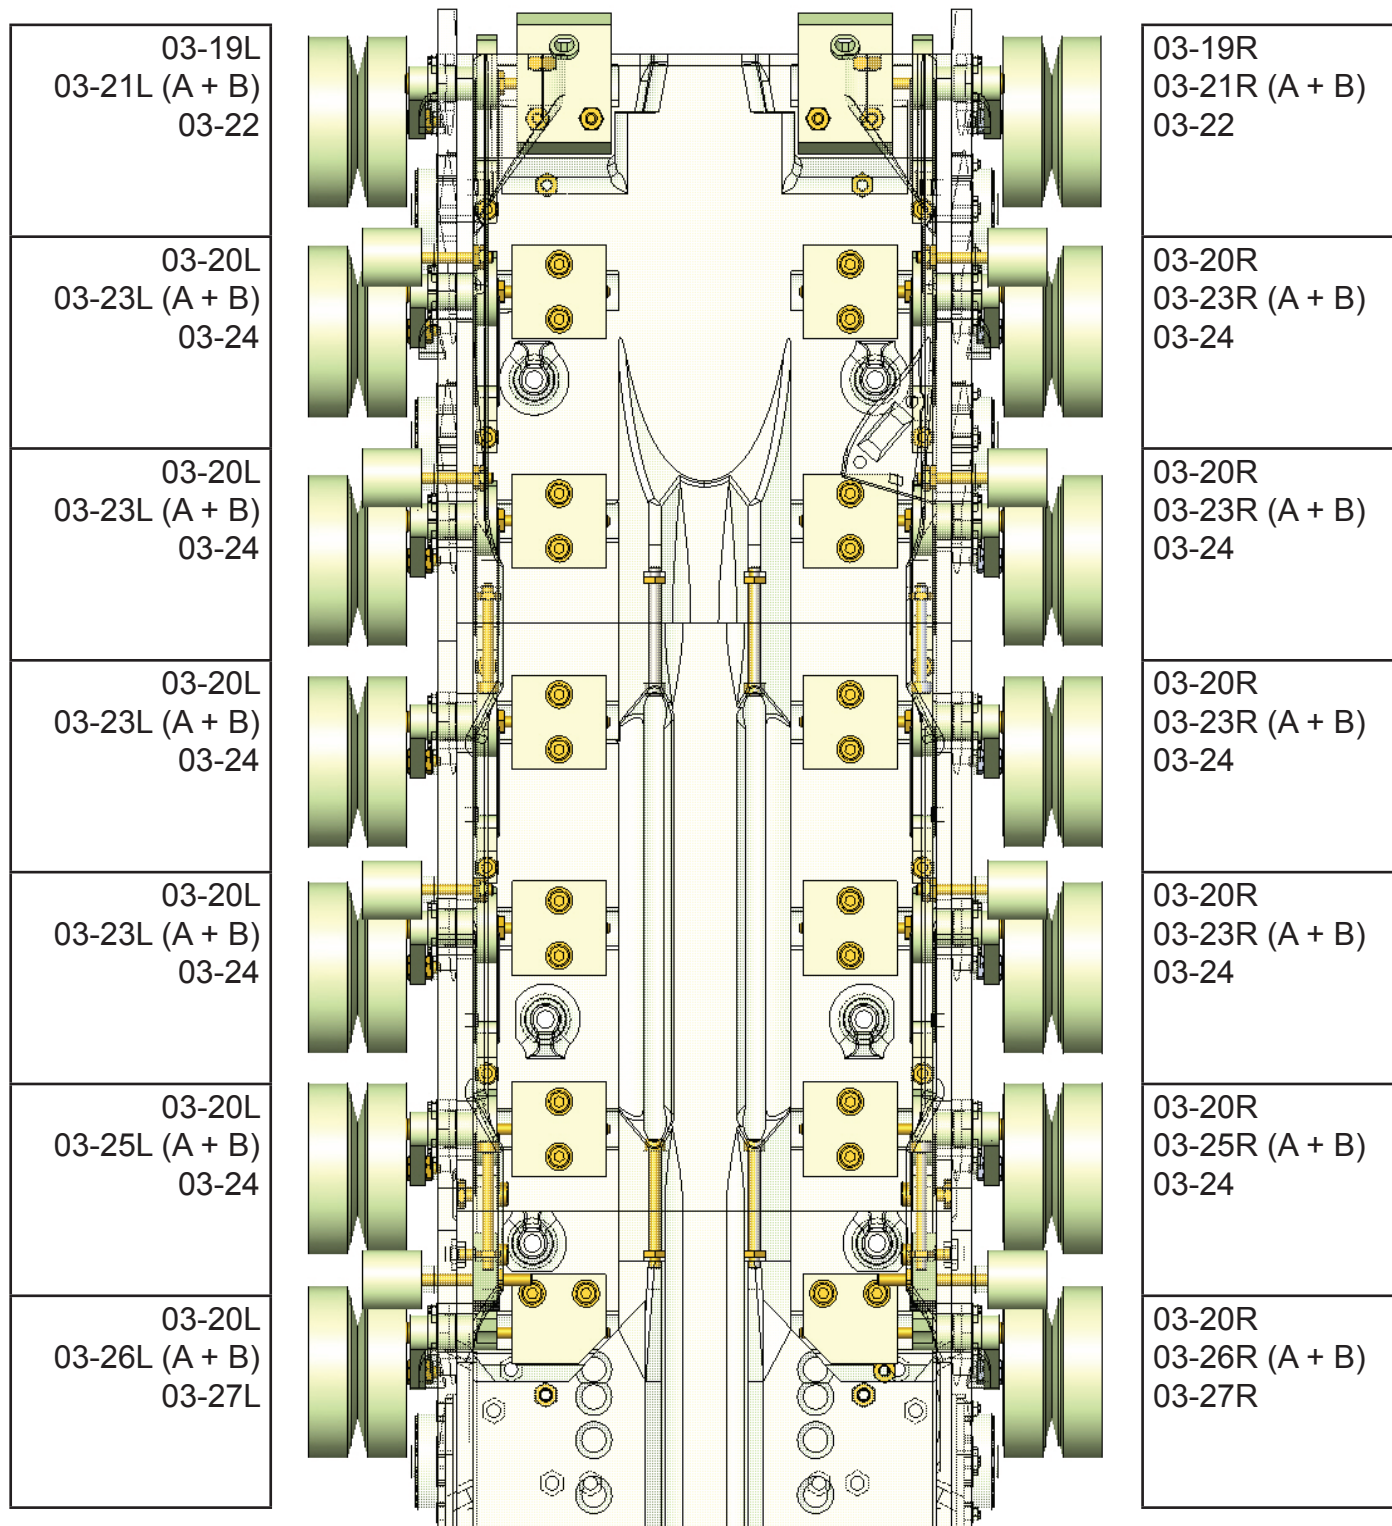 03-19L
03-21L (A + B)
03-22
03-20L
03-23L (A + B)
03-24
03-20L
03-23L (A + B)
03-24
03-20L
03-23L (A + B)
03-24
03-20L
03-23L (A + B)
03-24
03-20L
03-25L (A + B)
03-24
03-20L
03-26L (A + B)
03-27L
03-19R
03-21R (A + B)
03-22
03-20R
03-23R (A + B)
03-24
03-20R
03-23R (A + B)
03-24
03-20R
03-23R (A + B)
03-24
03-20R
03-23R (A + B)
03-24
03-20R
03-25R (A + B)
03-24
03-20R
03-26R (A + B)
03-27R